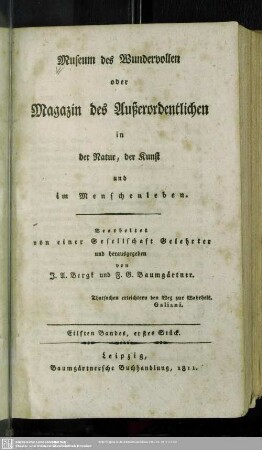 Museum des Wundervollen
oder
Magazin des Außerordentlichen
in
der Natur, der Kunst
und
im Menschenleben.
Bearbeitet
von einer Gesellschaft Gelehrter
und herausgegeben
von
J. A. Bergk und F. G. Baumgärtner.
Thatsachen erleichtern den Weg zur Wahrheit.
Galiani.
Eilften Bandes, erstes Stück.
Leipzig,
Baumgärtnersche Buchhandlung, 1811.